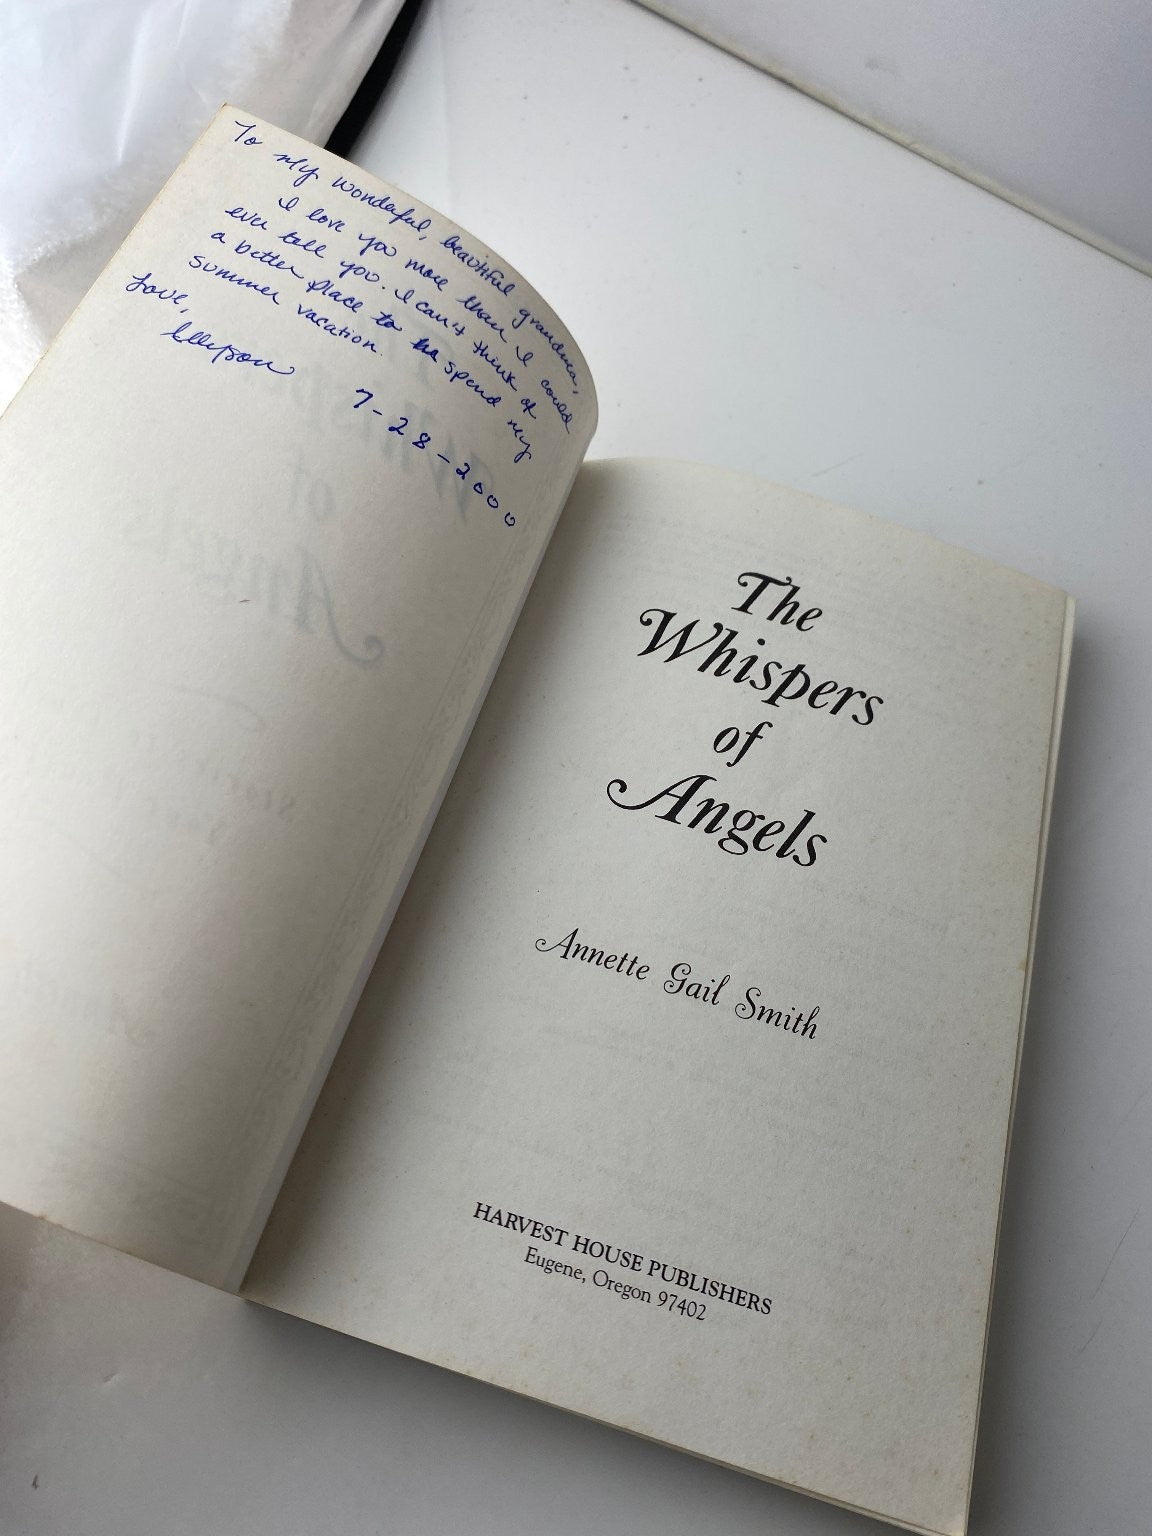 To my wonderful, beautiful grandma,
I love you more than I could
ever tell you. I can't think of
a better place to spend my
summer vacation.
Love,
Ellyson
7-28-2000
The
Whispers
of
Angels
Annette Gail Smith
HARVEST HOUSE PUBLISHERS
Eugene, Oregon 97402